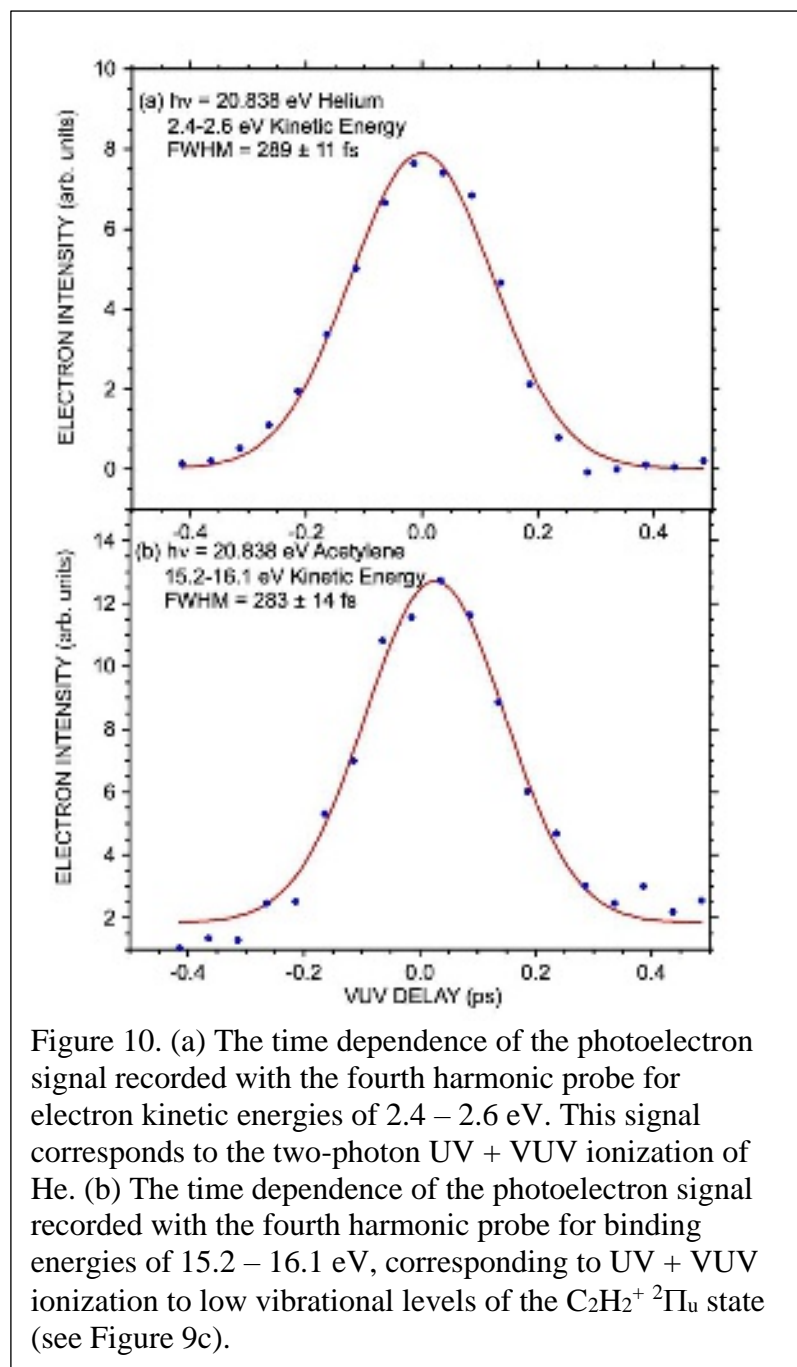 10
(a) hν = 20.838 eV Helium
2.4-2.6 eV Kinetic Energy
FWHM = 289 ± 11 fs
8
6
4
2
0
ELECTRON INTENSITY (arb. units)
-0.4 -0.2 0.0 0.2 0.4
14
(b) hν = 20.838 eV Acetylene
15.2-16.1 eV Kinetic Energy
FWHM = 283 ± 14 fs
12
10
8
6
4
2
ELECTRON INTENSITY (arb. units)
-0.4 -0.2 0.0 0.2 0.4
VUV DELAY (ps)
Figure 10. (a) The time dependence of the photoelectron
signal recorded with the fourth harmonic probe for
electron kinetic energies of 2.4 – 2.6 eV. This signal
corresponds to the two-photon UV + VUV ionization of
He. (b) The time dependence of the photoelectron signal
recorded with the fourth harmonic probe for binding
energies of 15.2 – 16.1 eV, corresponding to UV + VUV
ionization to low vibrational levels of the C₂H₂⁺ ²Πᵤ state
(see Figure 9c).